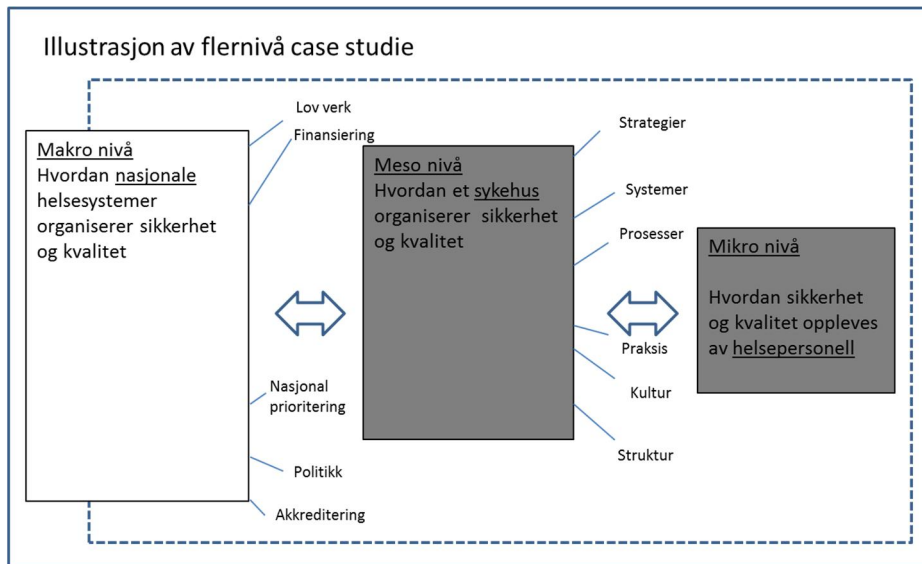 Illustrasjon av flernivå case studie
Lov verk
Finansiering
Makro nivå
Hvordan nasjonale
helsesystemer
organiserer sikkerhet
og kvalitet
Nasjonal
prioritering
Politikk
Akkreditering
Meso nivå
Hvordan et sykehus
organiserer sikkerhet
og kvalitet
Strategier
Systemer
Prosesser
Praksis
Kultur
Struktur
Mikro nivå
Hvordan sikkerhet
og kvalitet oppleves
av helsepersonell